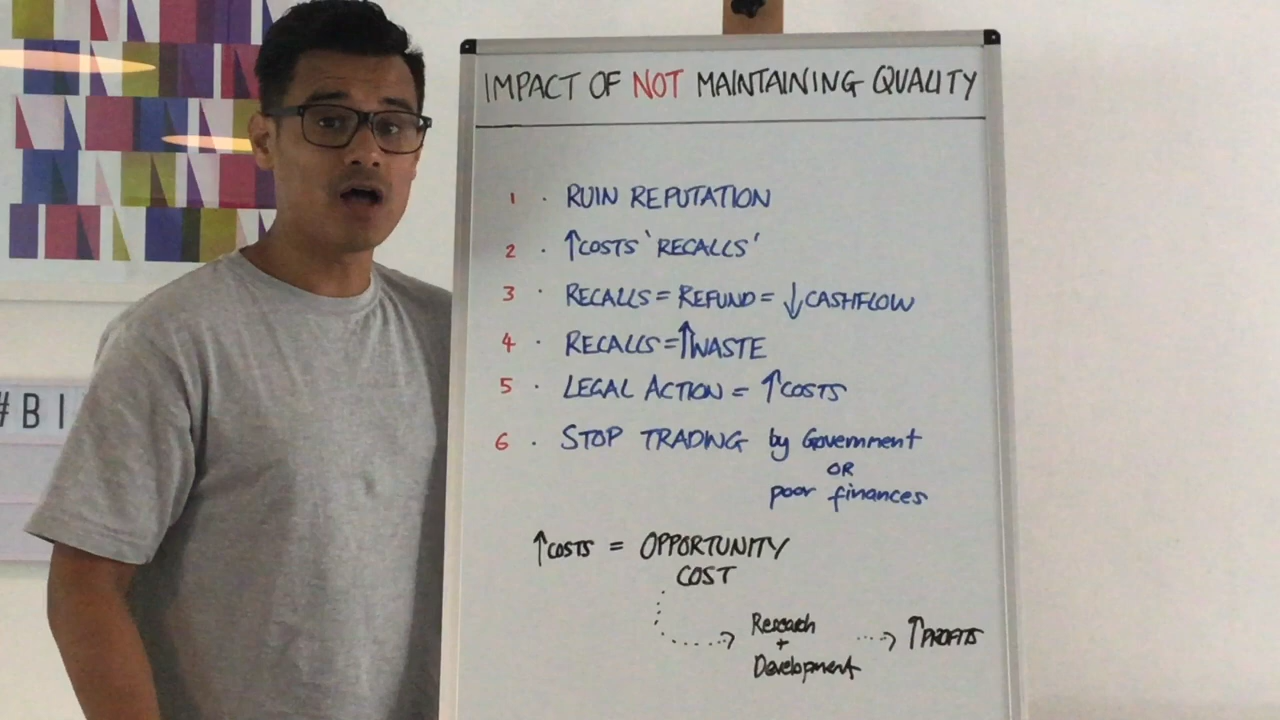 IMPACT OF NOT MAINTAINING QUALITY
1 . RUIN REPUTATION
2 . ↑COSTS 'RECALLS'
3 . RECALLS = REFUND = ↓CASHFLOW
4 . RECALLS = ↑WASTE
5 . LEGAL ACTION = ↑COSTS
6 . STOP TRADING by Government
OR
poor finances
↑COSTS = OPPORTUNITY
COST
Research
+
Development
↑PROFITS
#BI